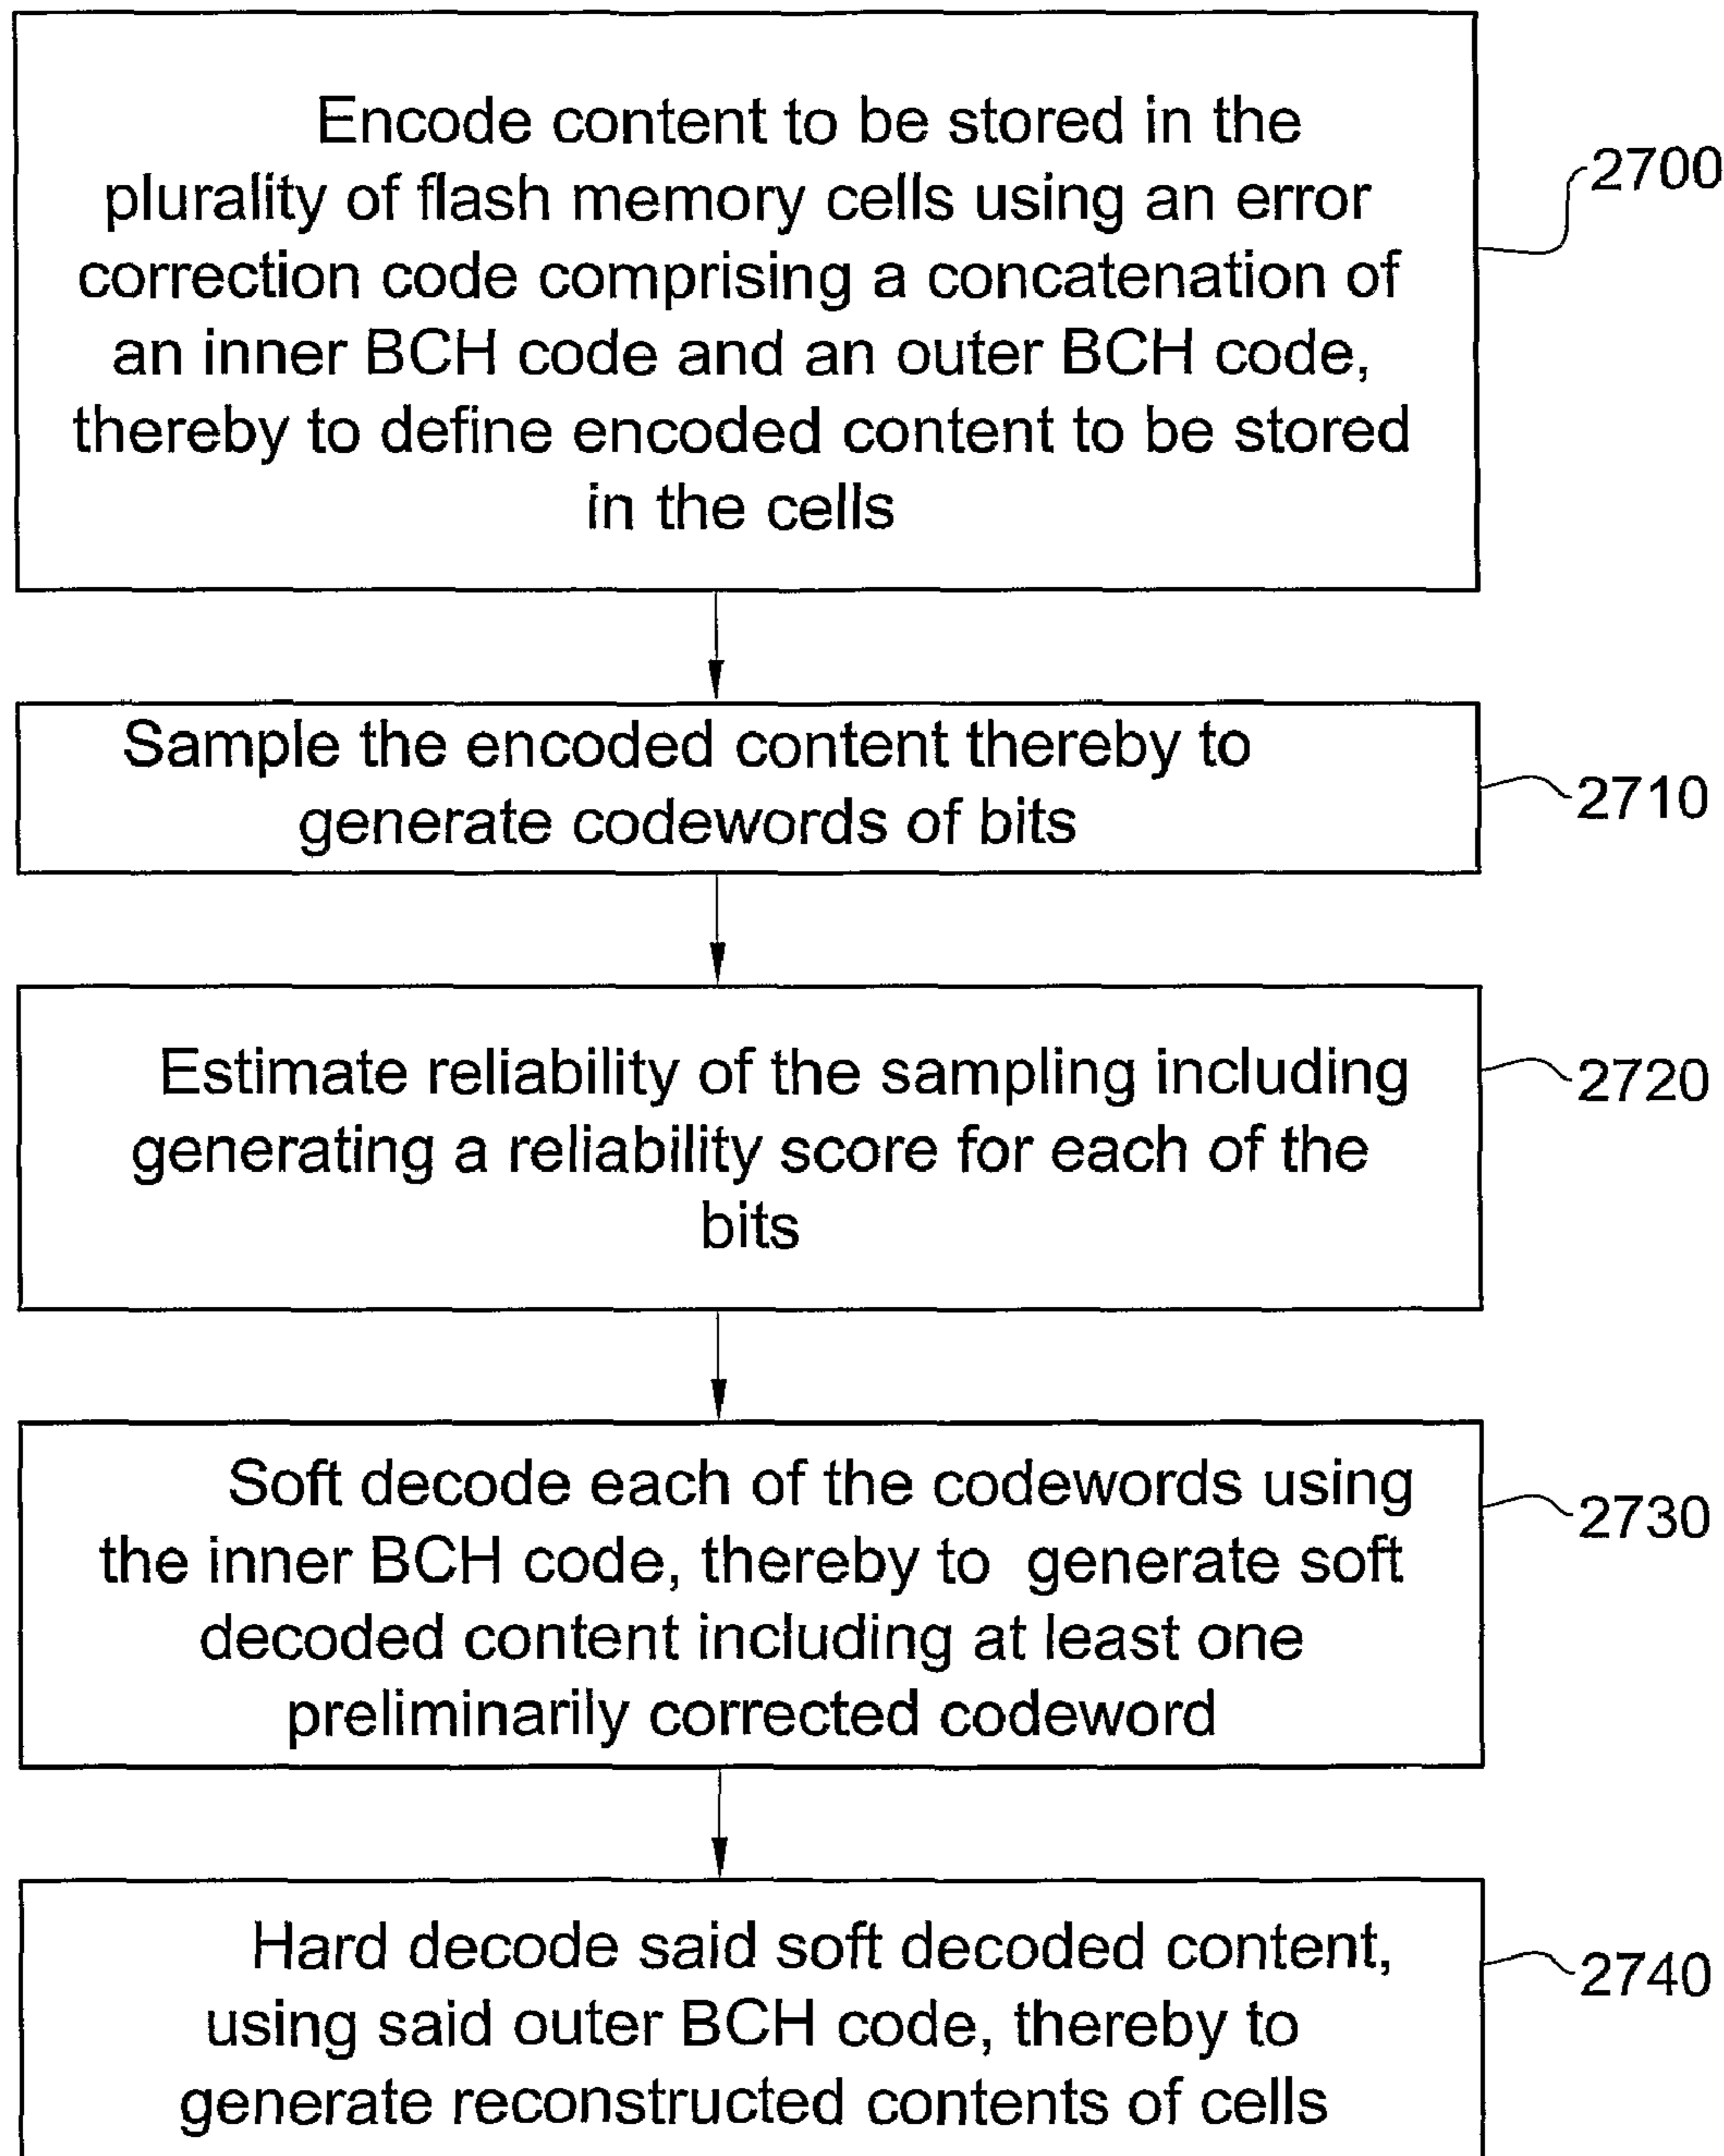 Encode content to be stored in the
plurality of flash memory cells using an error
correction code comprising a concatenation of
an inner BCH code and an outer BCH code,
thereby to define encoded content to be stored
in the cells
2700
Sample the encoded content thereby to
generate codewords of bits
2710
Estimate reliability of the sampling including
generating a reliability score for each of the
bits
2720
Soft decode each of the codewords using
the inner BCH code, thereby to generate soft
decoded content including at least one
preliminarily corrected codeword
2730
Hard decode said soft decoded content,
using said outer BCH code, thereby to
generate reconstructed contents of cells
2740